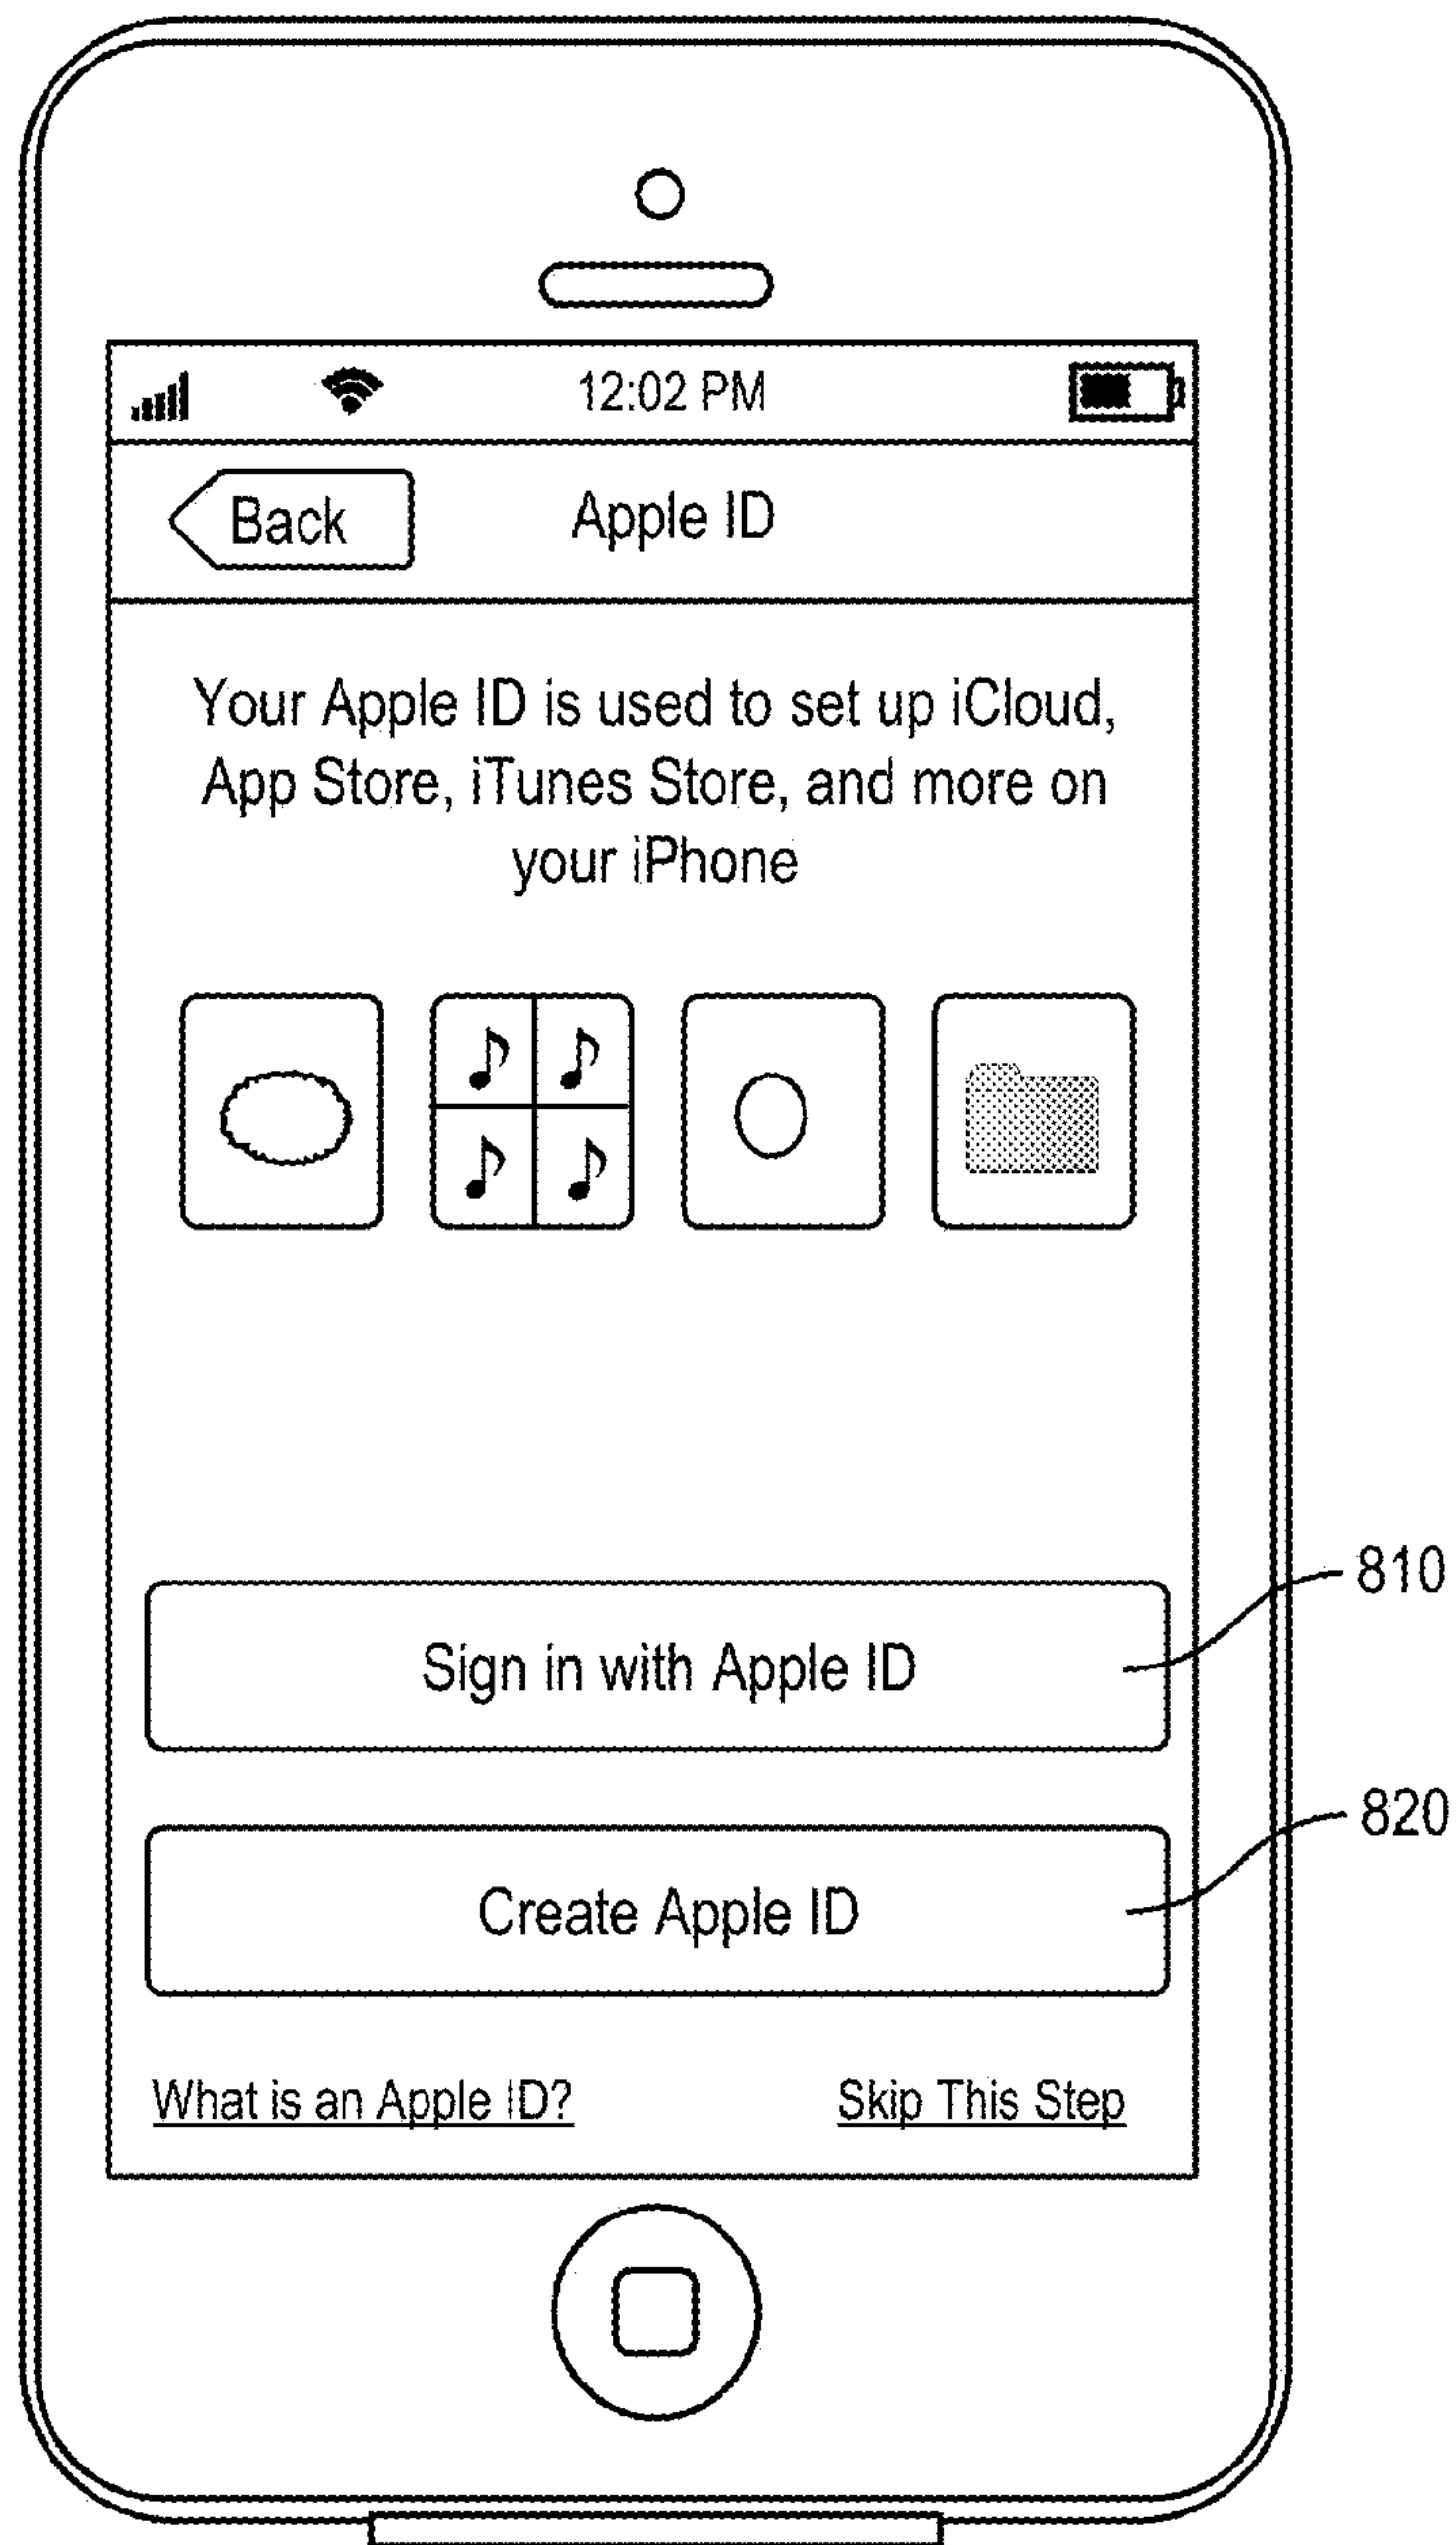 12:02 PM
Back
Apple ID
Your Apple ID is used to set up iCloud,
App Store, iTunes Store, and more on
your iPhone
Sign in with Apple ID
810
Create Apple ID
820
What is an Apple ID?
Skip This Step